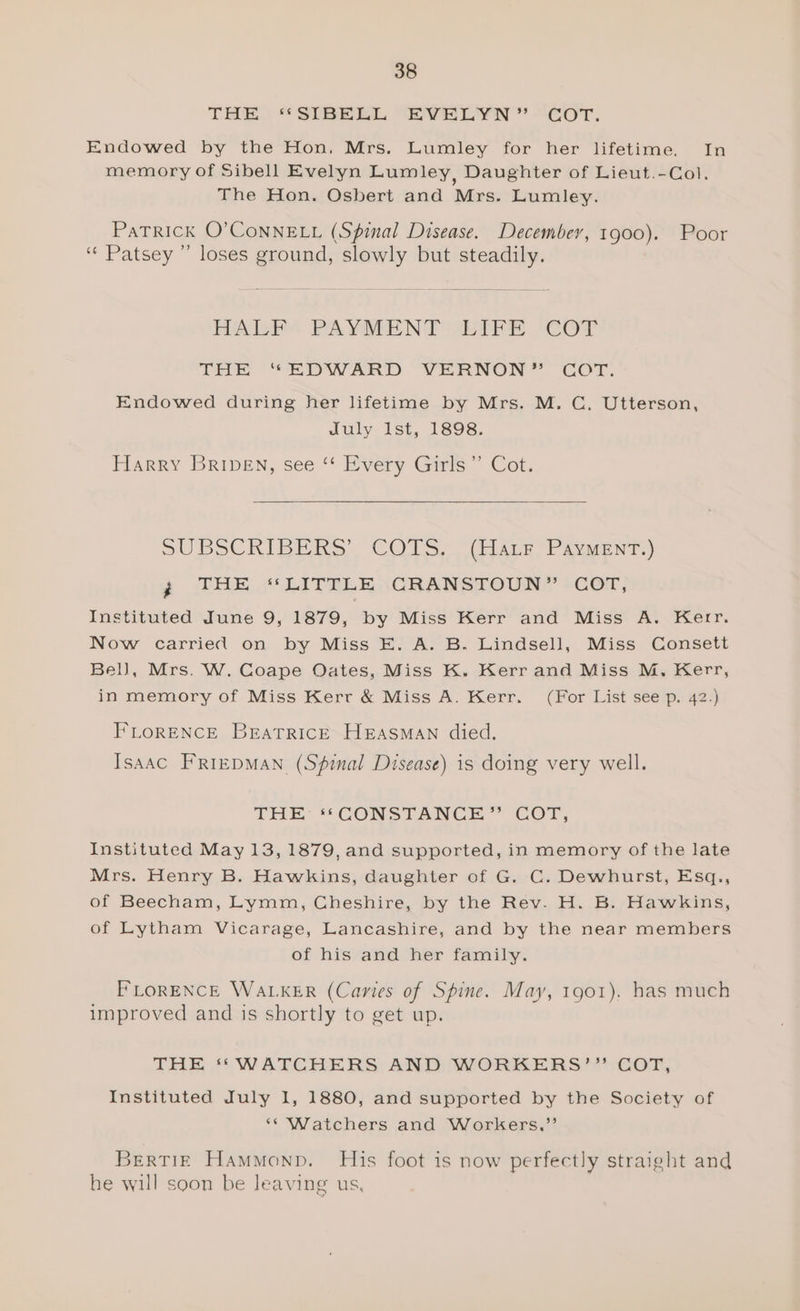 38
THE “SIBELL EVELYN” COT.
Endowed by the Hon. Mrs. Lumley for her lifetime. In
memory of Sibell Evelyn Lumley, Daughter of Lieut.-Col.
The Hon. Osbert and Mrs. Lumley.
PATRICK O’CONNELL (Spinal Disease. December, 1900). Poor
“Patsey” loses ground, slowly but steadily.
HALF PAYMENT LIFE COT
THE “EDWARD VERNON” COT.
Endowed during her lifetime by Mrs. M. C. Utterson,
July 1st, 1898.
HARRY BRIDEN, see “Every Girls” Cot.
SUBSCRIBERS’ COTS. (HALF PAYMENT.)
THE “LITTLE CRANSTOUN” COT,
Instituted June 9, 1879, by Miss Kerr and Miss A. Kerr.
Now carried on by Miss E. A. B. Lindsell, Miss Consett
Bell, Mrs. W. Coape Oates, Miss K. Kerr and Miss M. Kerr,
in memory of Miss Kerr & Miss A. Kerr. (For List see p. 42.)
FLORENCE BEATRICE HEASMAN died.
ISAAC FRIEDMAN (Spinal Disease) is doing very well.
THE “CONSTANCE” COT,
Instituted May 13, 1879, and supported, in memory of the late
Mrs. Henry B. Hawkins, daughter of G. C. Dewhurst, Esq.,
of Beecham, Lymm, Cheshire, by the Rev. H. B. Hawkins,
of Lytham Vicarage, Lancashire, and by the near members
of his and her family.
FLORENCE WALKER (Caries of Spine. May, 1901). has much
improved and is shortly to get up.
THE “WATCHERS AND WORKERS’” COT,
Instituted July 1, 1880, and supported by the Society of
“Watchers and Workers.”
BERTIE HAMMOND. His foot is now perfectly straight and
he will soon be leaving us,